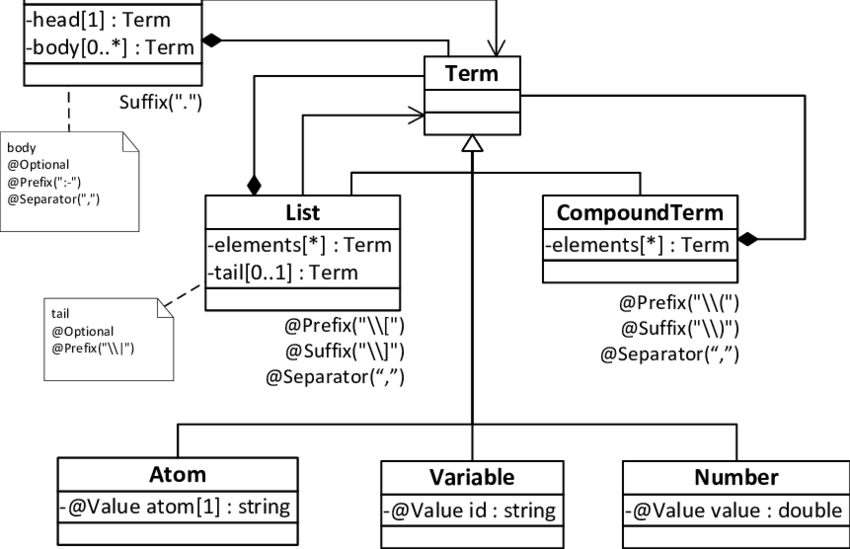 -head[1] : Term
-body[0..*] : Term
Suffix(".")
body
@Optional
@Prefix(":-")
@Separator(",")
Term
List
-elements[*] : Term
-tail[0..1] : Term
@Prefix("\\[")
@Suffix("\\]")
@Separator(“,”)
tail
@Optional
@Prefix("\\|")
CompoundTerm
-elements[*] : Term
@Prefix("\\(")
@Suffix("\\)")
@Separator(“,”)
Atom
-@Value atom[1] : string
Variable
-@Value id : string
Number
-@Value value : double